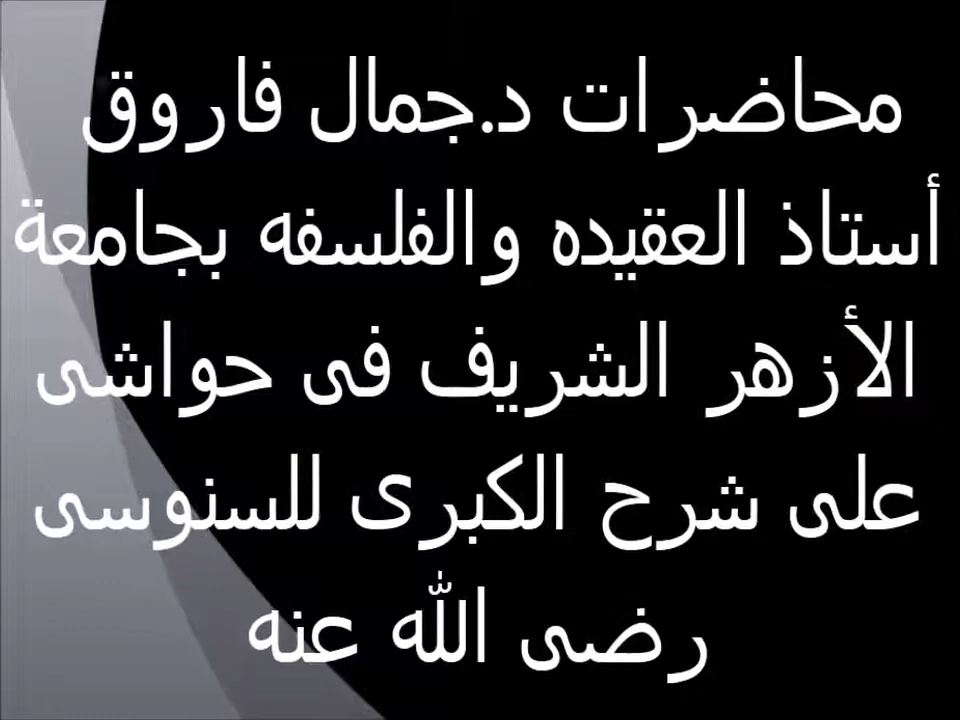 محاضرات د.جمال فاروق
أستاذ العقيده والفلسفه بجامعة
الأزهر الشريف فى حواشى
على شرح الكبرى للسنوسى
رضى الله عنه